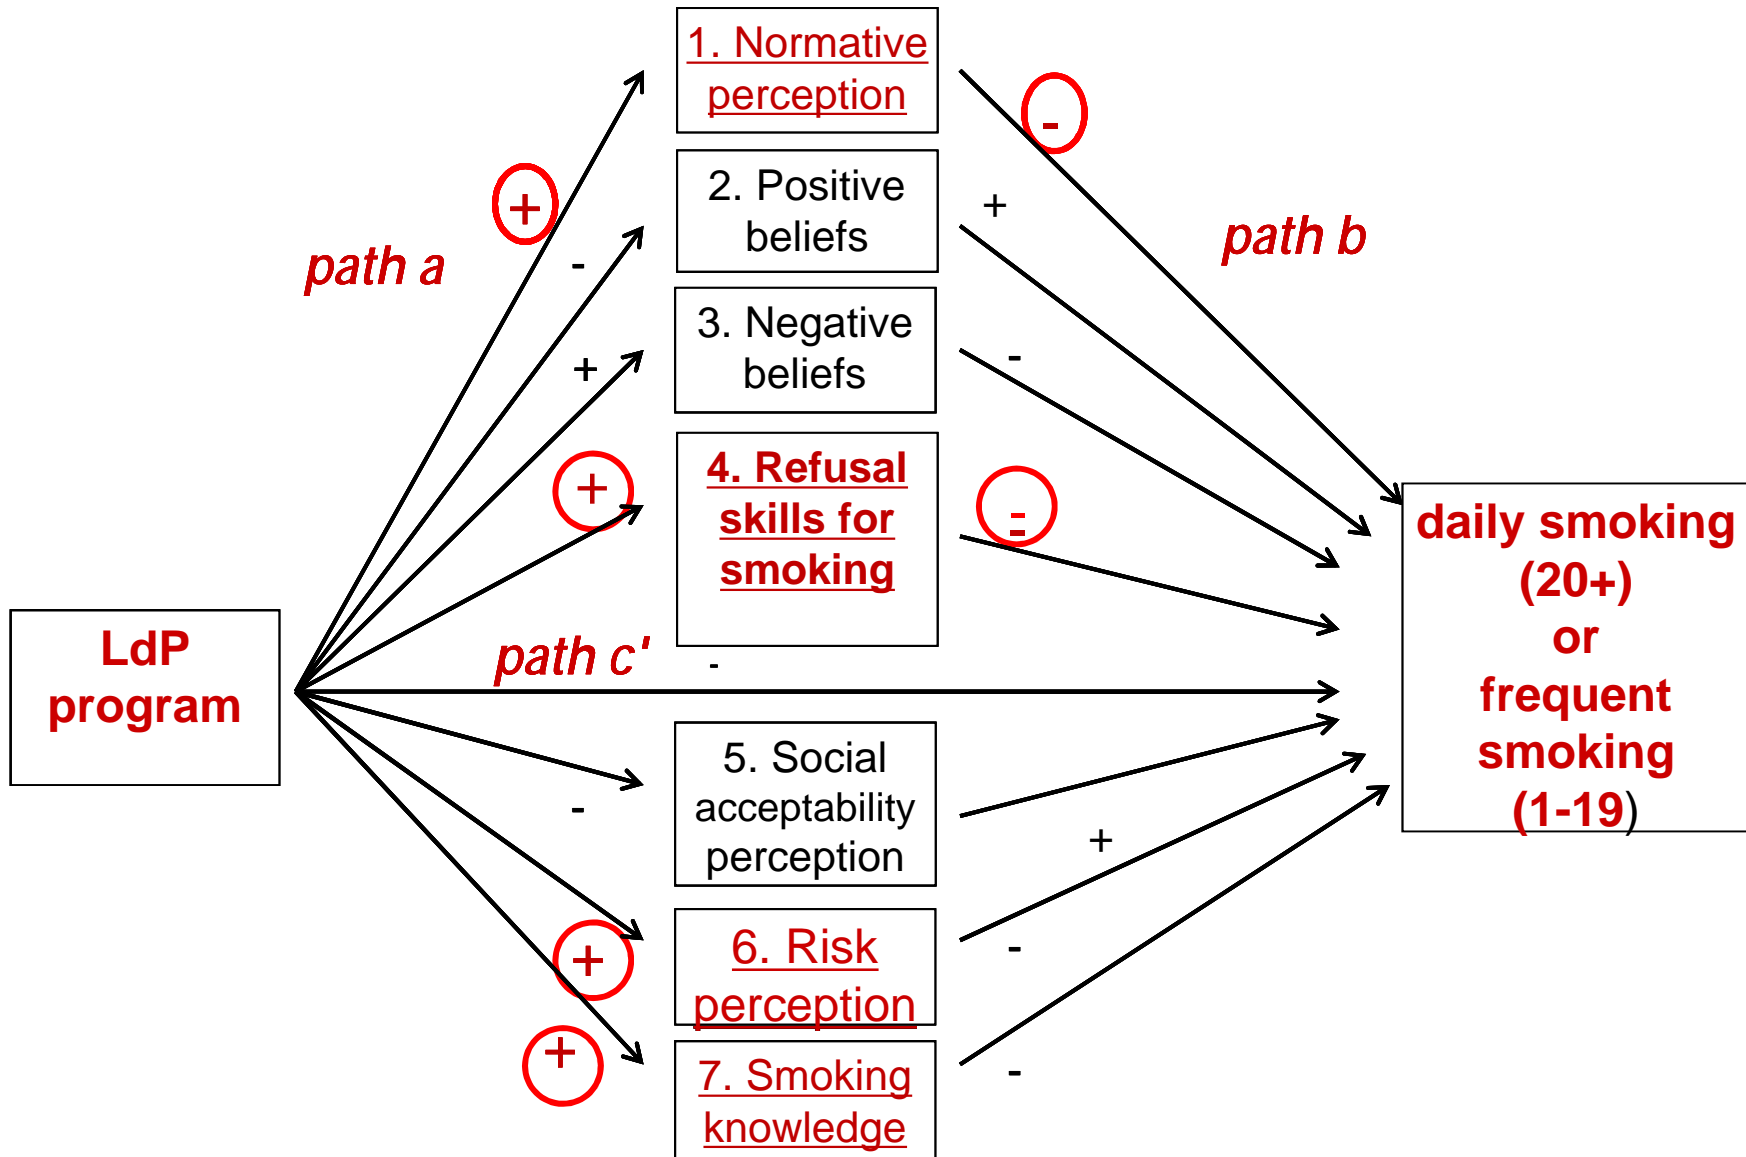 1. Normative
perception
-
2. Positive
beliefs
+
+
path a
-
path b
3. Negative
beliefs
+
-
4. Refusal
skills for
smoking
+
-
-
daily smoking
(20+)
or
frequent
smoking
(1-19)
LdP
program
path c'
-
5. Social
acceptability
perception
-
+
6. Risk
perception
+
-
7. Smoking
knowledge
+
-